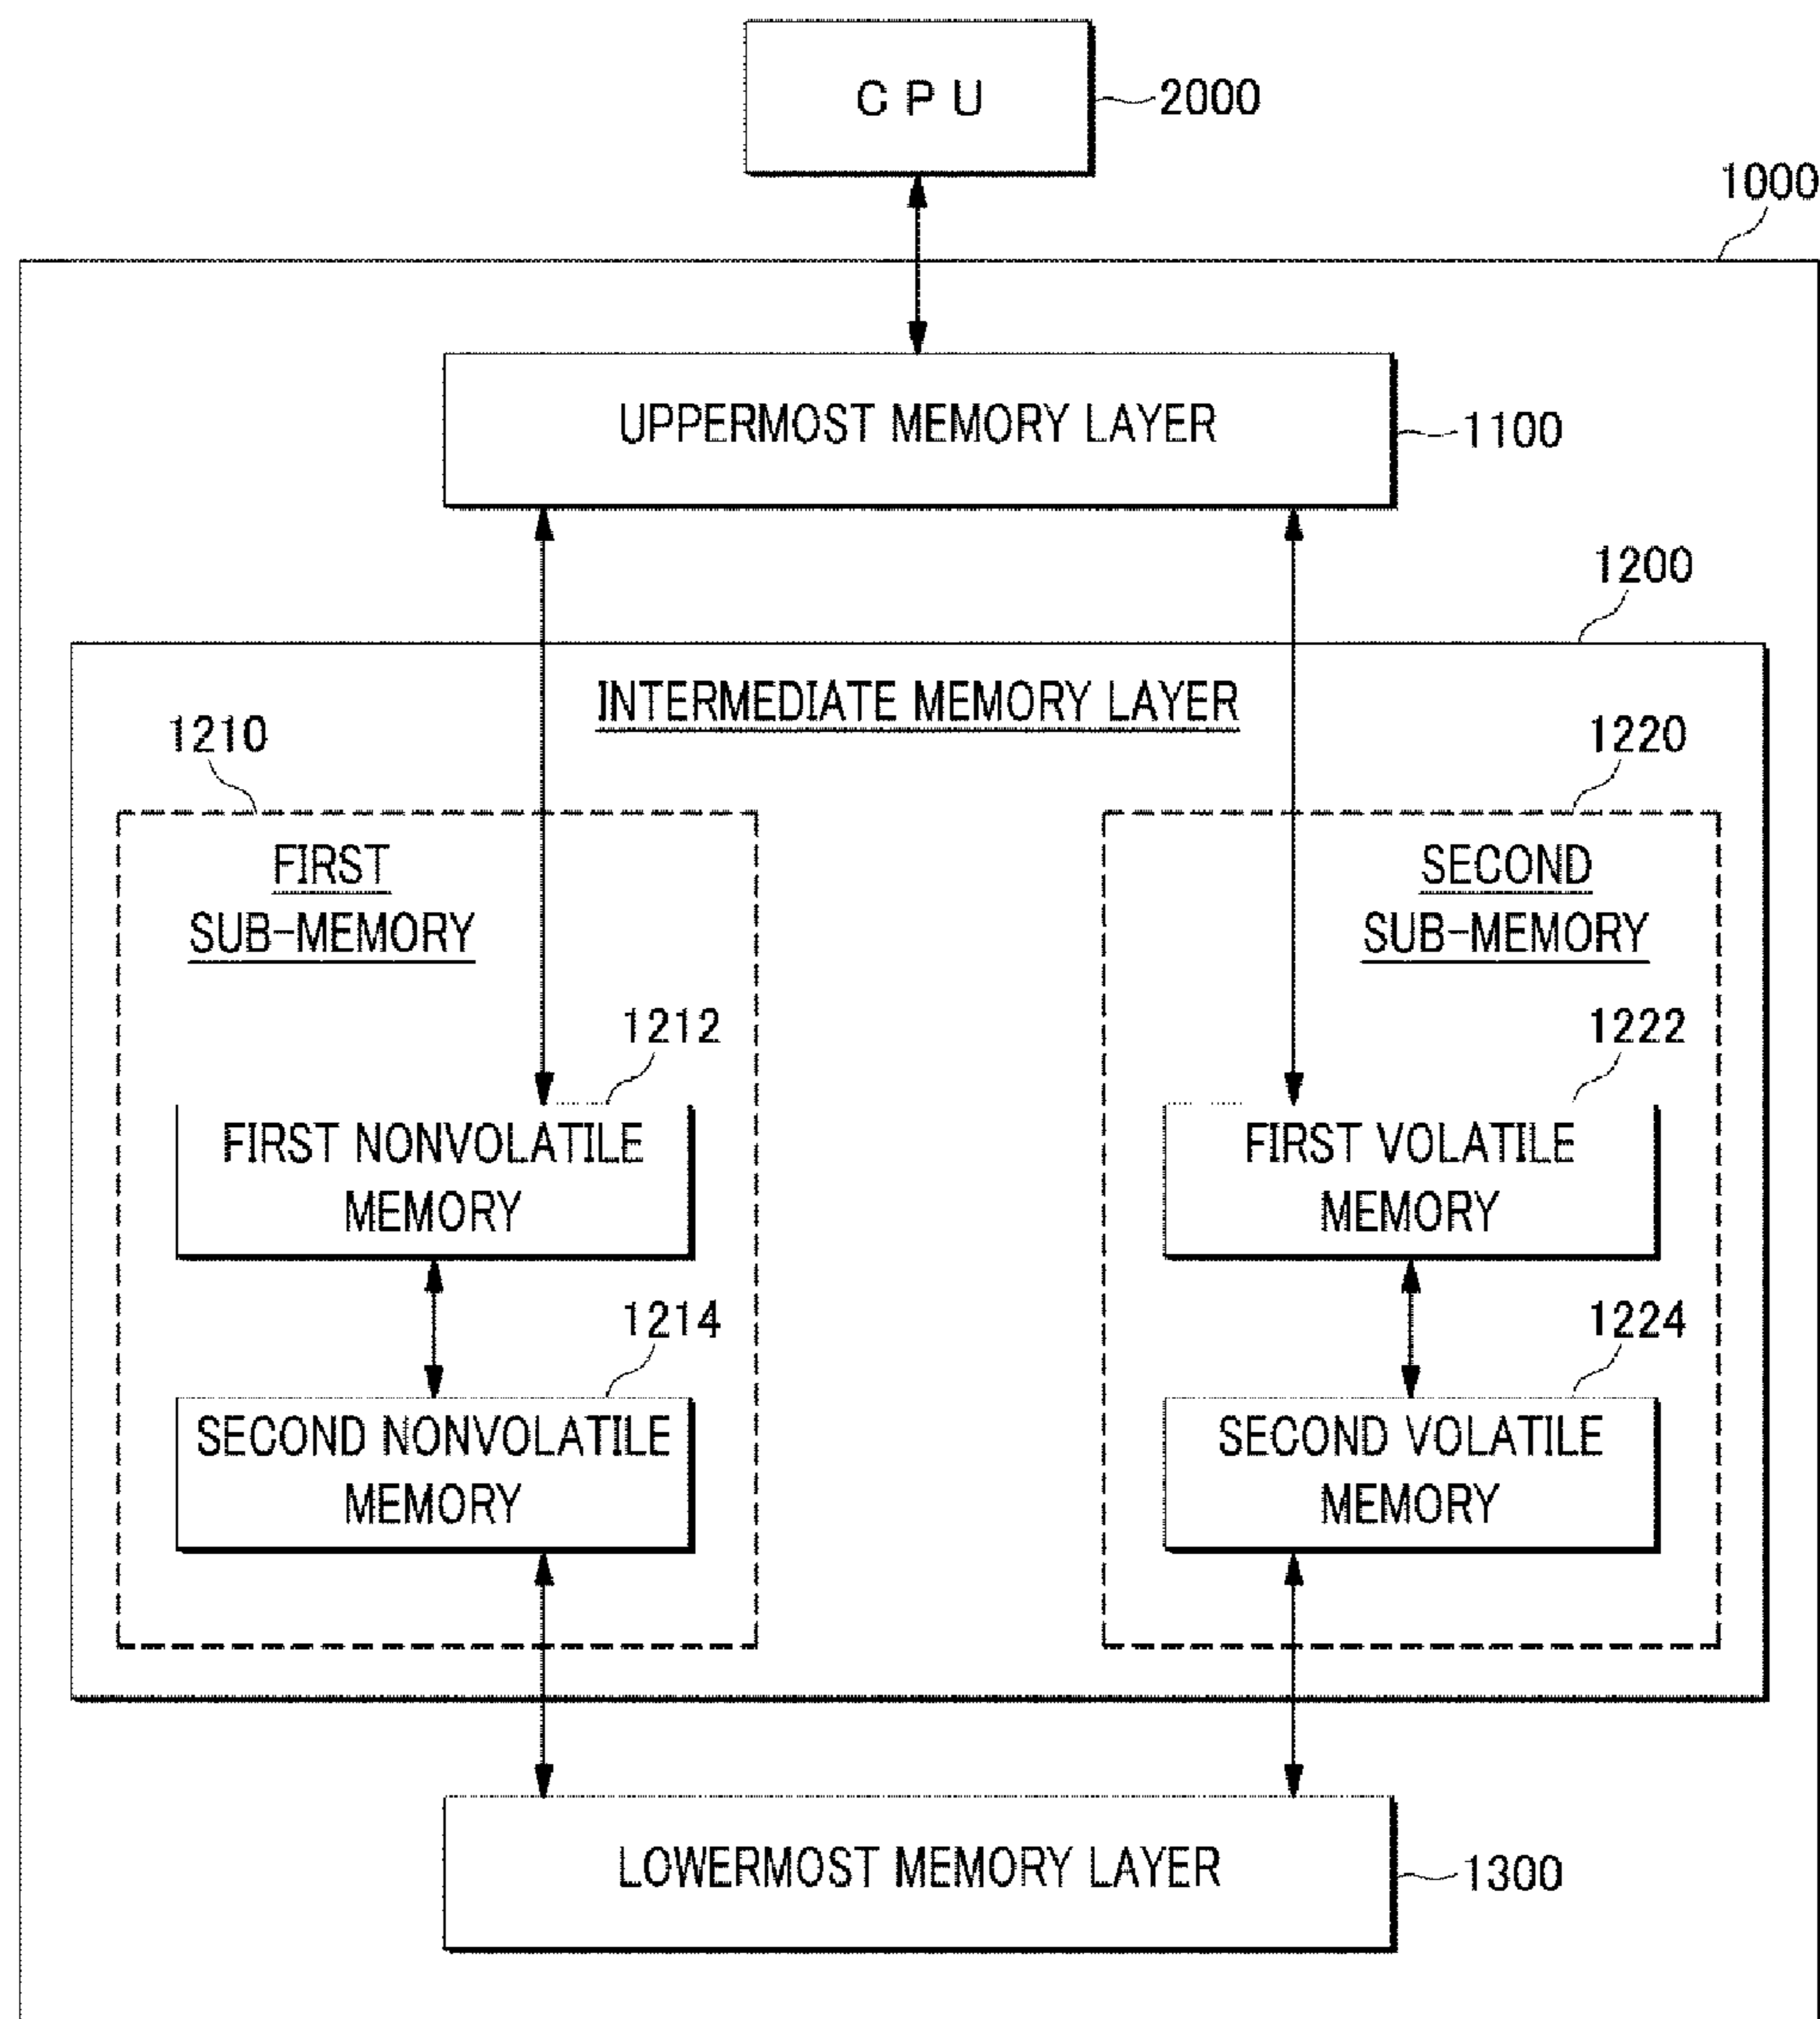 C P U
2000
1000
UPPERMOST MEMORY LAYER
1100
1200
INTERMEDIATE MEMORY LAYER
1210
1220
FIRST
SUB-MEMORY
SECOND
SUB-MEMORY
1212
1222
FIRST NONVOLATILE
MEMORY
FIRST VOLATILE
MEMORY
1214
1224
SECOND NONVOLATILE
MEMORY
SECOND VOLATILE
MEMORY
LOWERMOST MEMORY LAYER
1300